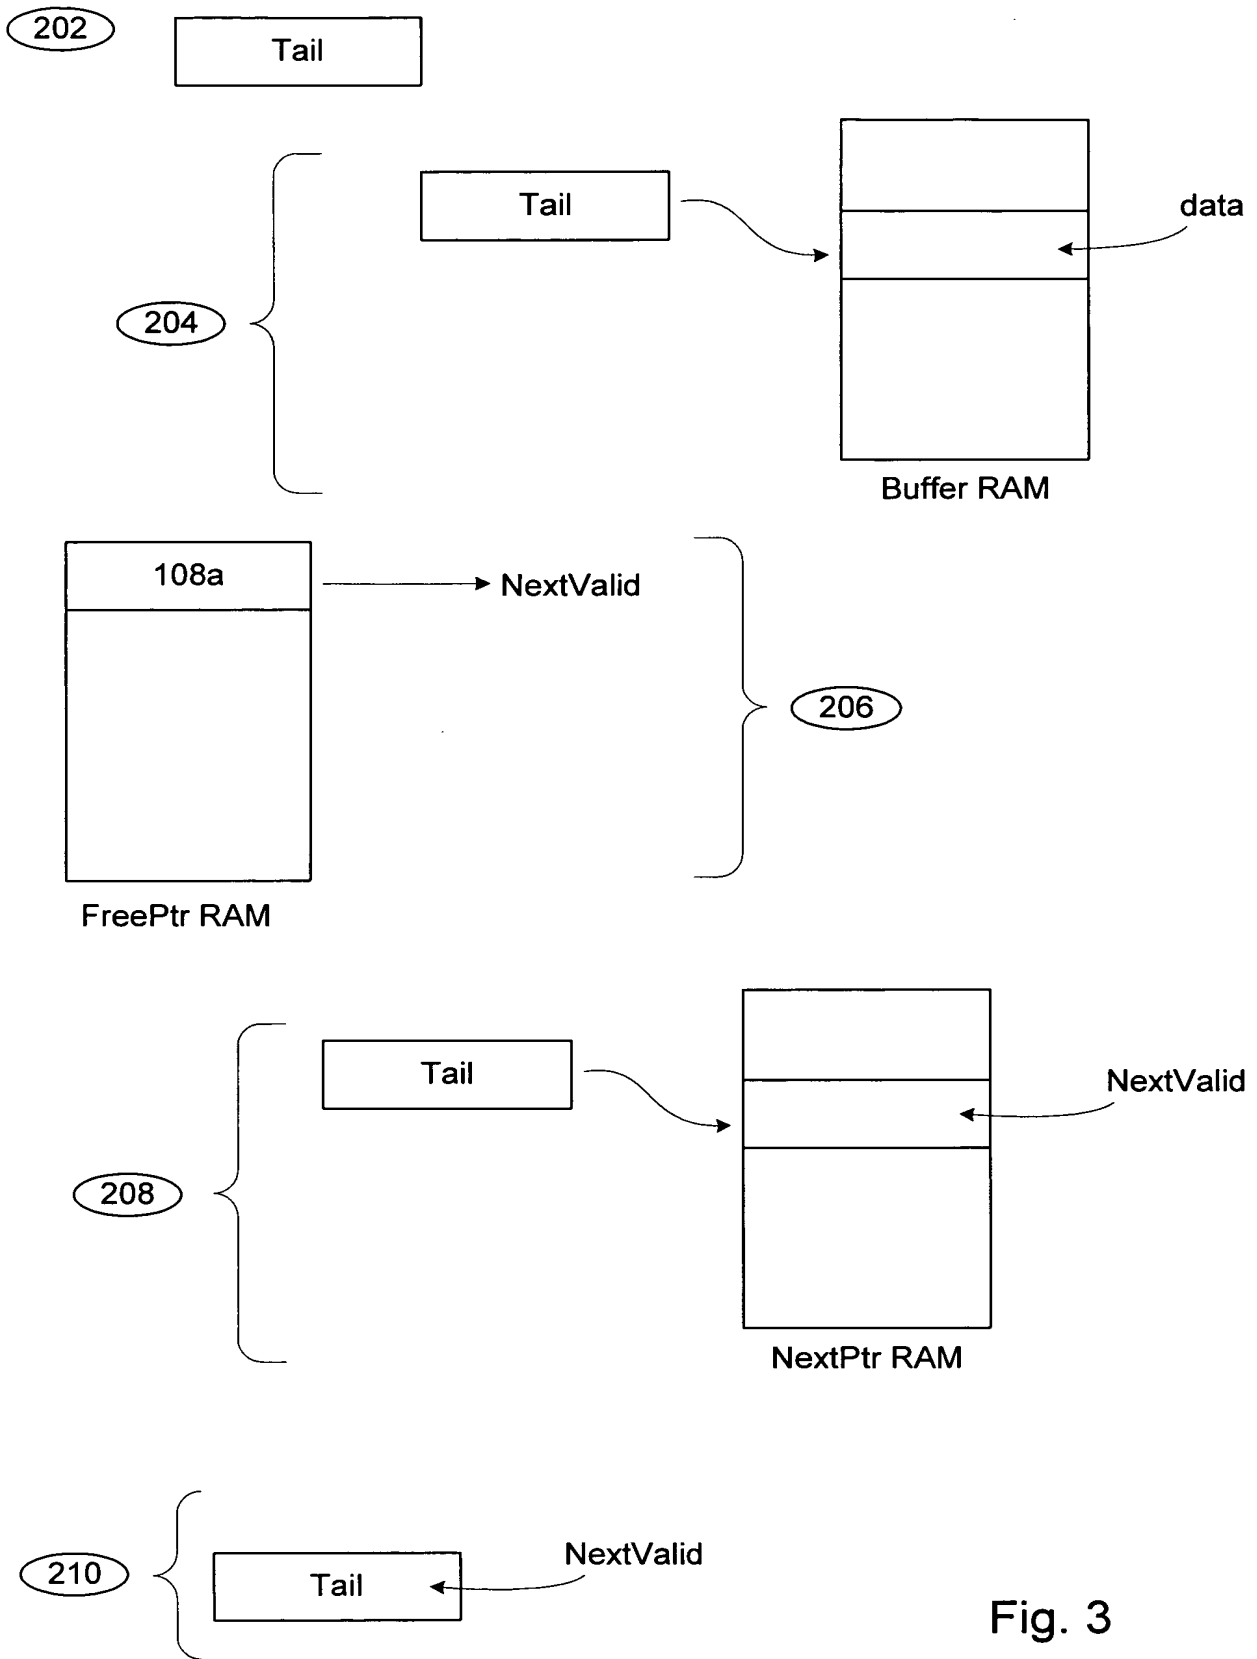 202
Tail
Tail
data
204
Buffer RAM
108a
NextValid
206
FreePtr RAM
Tail
NextValid
208
NextPtr RAM
210
NextValid
Tail
Fig. 3